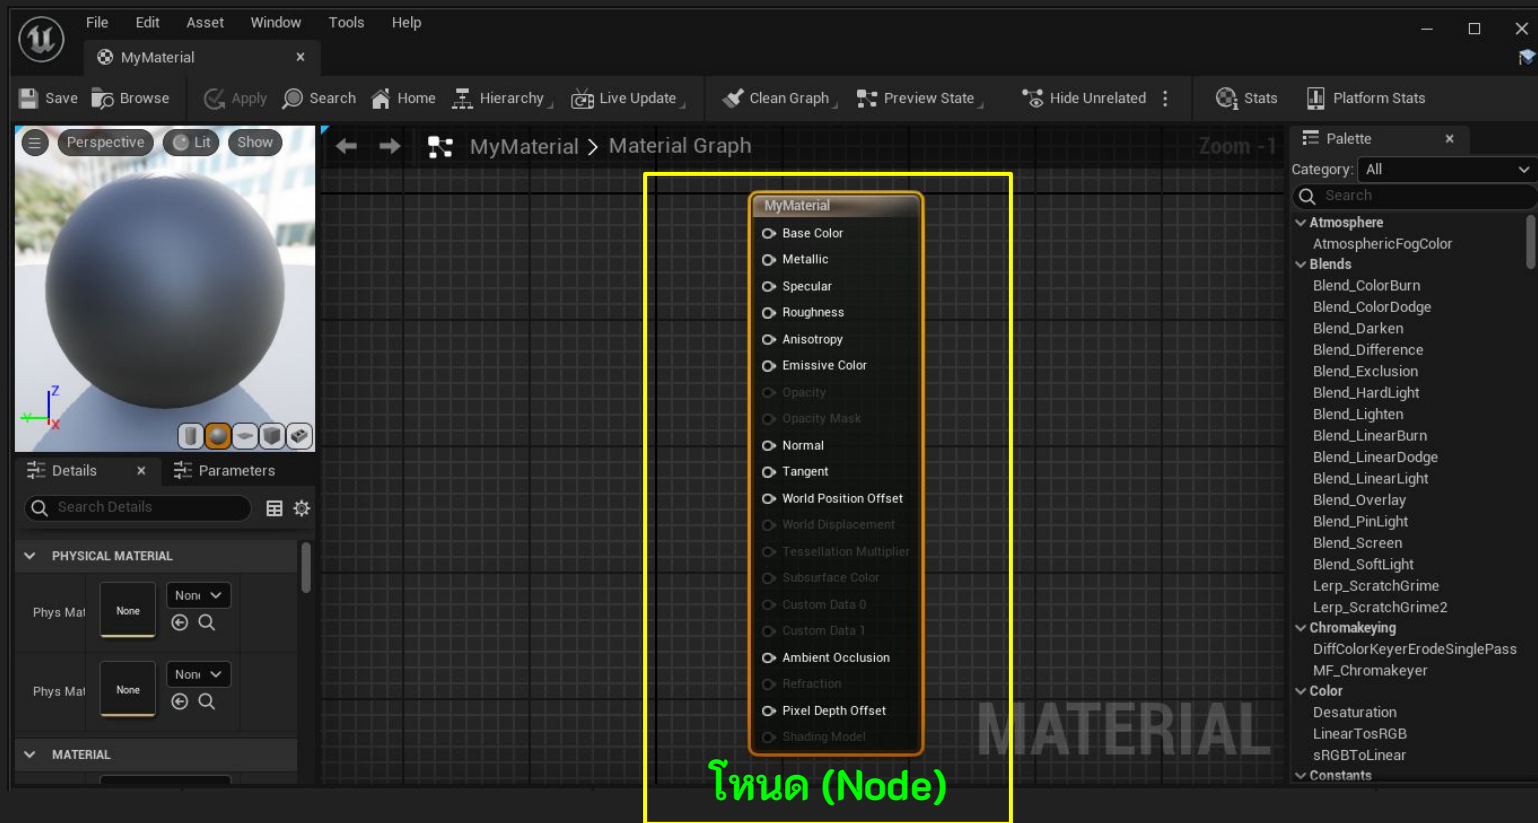 File Edit Asset Window Tools Help
MyMaterial ×
Save Browse Apply Search Home Hierarchy Live Update Clean Graph Preview State Hide Unrelated Stats Platform Stats
Perspective Lit Show
MyMaterial > Material Graph
Zoom -1
Palette ×
Category: All
Search
Atmosphere
AtmosphericFogColor
Blends
Blend_ColorBurn
Blend_ColorDodge
Blend_Darken
Blend_Difference
Blend_Exclusion
Blend_HardLight
Blend_Lighten
Blend_LinearBurn
Blend_LinearDodge
Blend_LinearLight
Blend_Overlay
Blend_PinLight
Blend_Screen
Blend_SoftLight
Lerp_ScratchGrime
Lerp_ScratchGrime2
Chromakeying
DiffColorKeyerErodeSinglePass
MF_Chromakeyer
Color
Desaturation
LinearTosRGB
sRGBToLinear
Constants
MyMaterial
Base Color
Metallic
Specular
Roughness
Anisotropy
Emissive Color
Opacity
Opacity Mask
Normal
Tangent
World Position Offset
World Displacement
Tessellation Multiplier
Subsurface Color
Custom Data 0
Custom Data 1
Ambient Occlusion
Refraction
Pixel Depth Offset
Shading Model
MATERIAL
โหนด (Node)
Z
Y
X
Details × Parameters
Search Details
PHYSICAL MATERIAL
Phys Mat None None
Phys Mat None None
MATERIAL